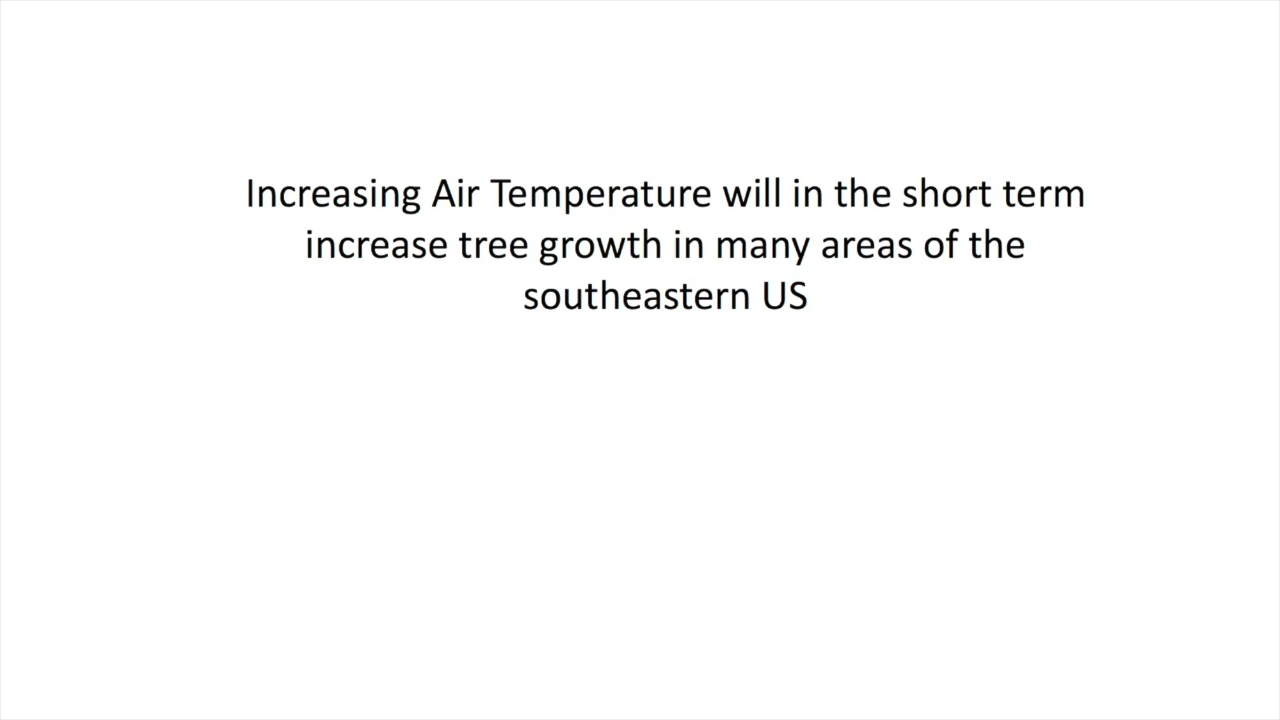 Increasing Air Temperature will in the short term
increase tree growth in many areas of the
southeastern US